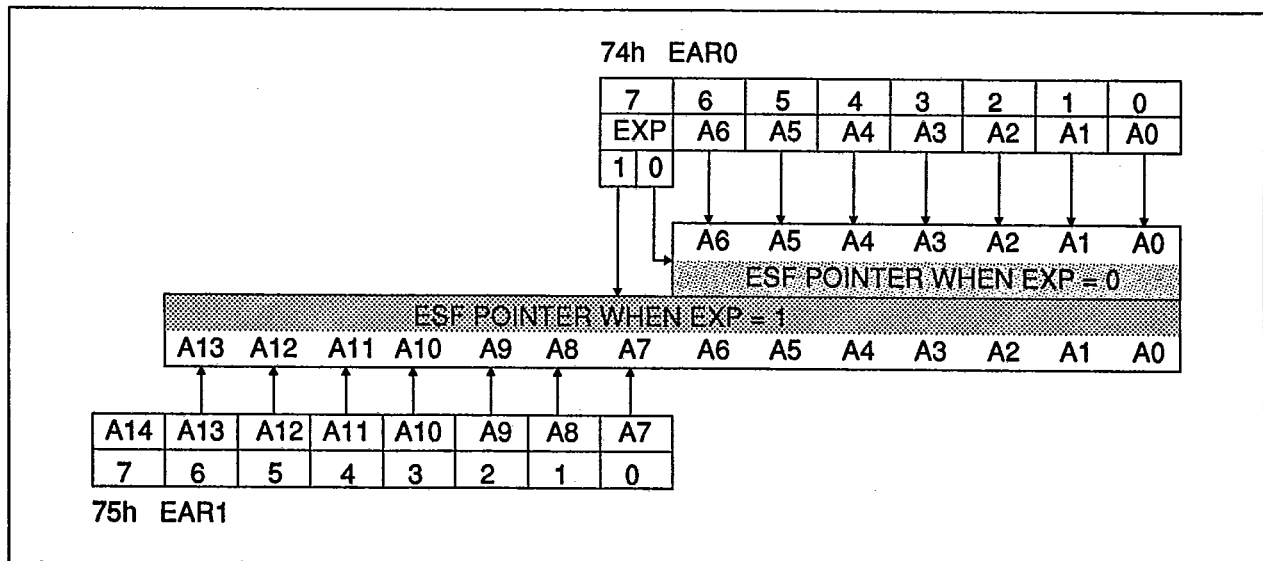 74h EAR0
7 6 5 4 3 2 1 0
EXP A6 A5 A4 A3 A2 A1 A0
1 0
A6 A5 A4 A3 A2 A1 A0
ESF POINTER WHEN EXP = 0
ESF POINTER WHEN EXP = 1
A13 A12 A11 A10 A9 A8 A7 A6 A5 A4 A3 A2 A1 A0
A14 A13 A12 A11 A10 A9 A8 A7
7 6 5 4 3 2 1 0
75h EAR1